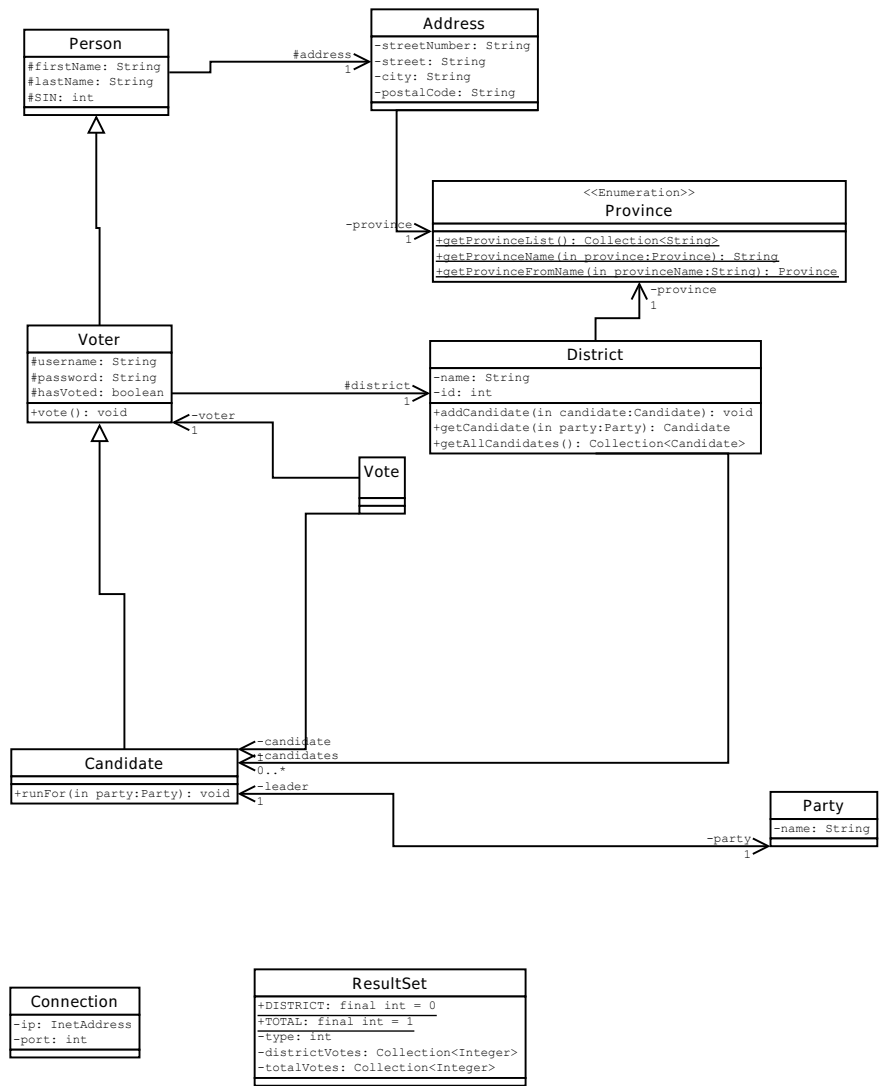 Person
#firstName: String
#lastName: String
#SIN: int
#address
1
Address
-streetNumber: String
-street: String
-city: String
-postalCode: String
-province
1
<<Enumeration>>
Province
+getProvinceList(): Collection<String>
+getProvinceName(in province:Province): String
+getProvinceFromName(in provinceName:String): Province
-province
1
Voter
#username: String
#password: String
#hasVoted: boolean
+vote(): void
#district
1
District
-name: String
-id: int
+addCandidate(in candidate:Candidate): void
+getCandidate(in party:Party): Candidate
+getAllCandidates(): Collection<Candidate>
-voter
1
Vote
-candidate
1
-candidates
0..*
Candidate
+runFor(in party:Party): void
-leader
1
-party
1
Party
-name: String
Connection
-ip: InetAddress
-port: int
ResultSet
+DISTRICT: final int = 0
+TOTAL: final int = 1
-type: int
-districtVotes: Collection<Integer>
-totalVotes: Collection<Integer>